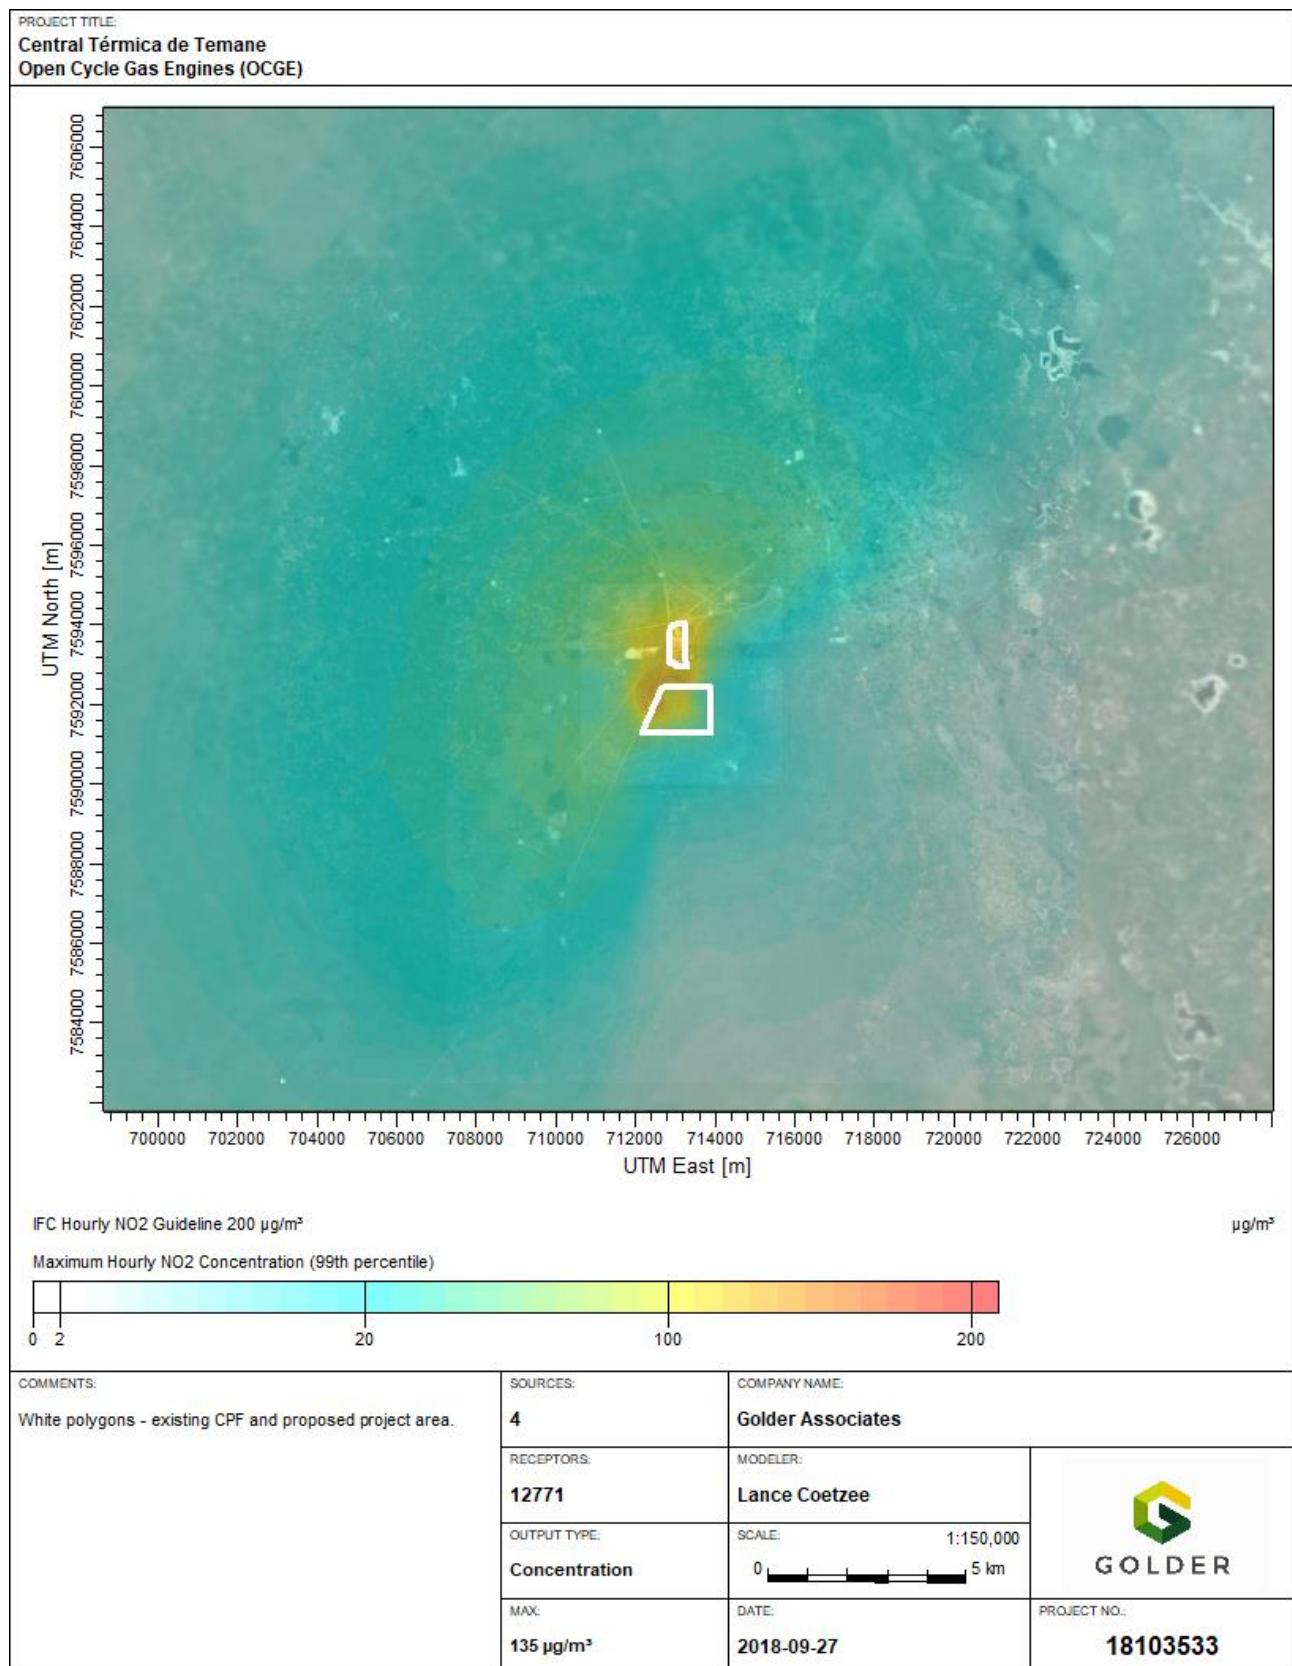 PROJECT TITLE:
Central Térmica de Temane
Open Cycle Gas Engines (OCGE)
UTM North [m]
7606000
7604000
7602000
7600000
7598000
7596000
7594000
7592000
7590000
7588000
7586000
7584000
700000 702000 704000 706000 708000 710000 712000 714000 716000 718000 720000 722000 724000 726000
UTM East [m]
IFC Hourly NO2 Guideline 200 µg/m³ µg/m³
Maximum Hourly NO2 Concentration (99th percentile)
0 2 20 100 200
COMMENTS:
White polygons - existing CPF and proposed project area.
SOURCES:
4
COMPANY NAME:
Golder Associates
RECEPTORS:
12771
MODELER:
Lance Coetzee
OUTPUT TYPE:
Concentration
SCALE: 1:150,000
0 5 km
GOLDER
MAX:
135 µg/m³
DATE:
2018-09-27
PROJECT NO.:
18103533